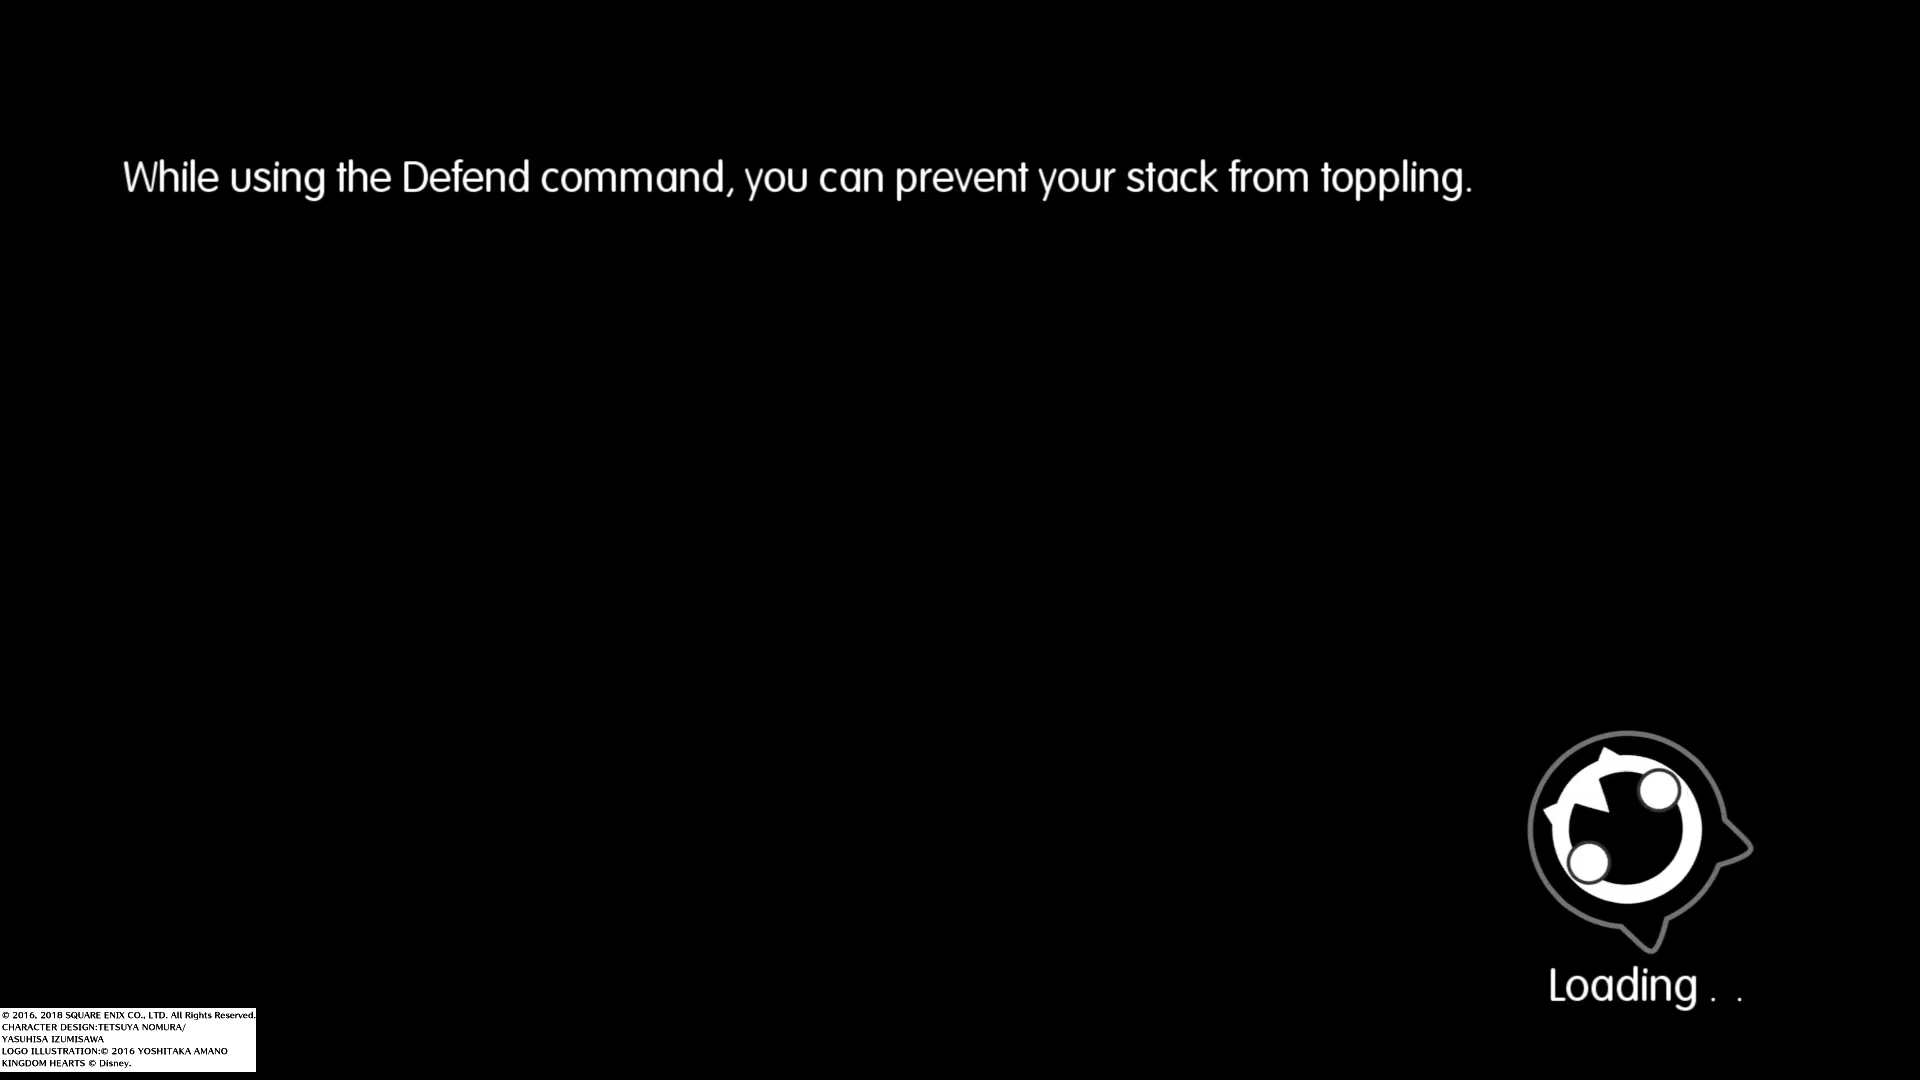 While using the Defend command, you can prevent your stack from toppling.
Loading . .
© 2016, 2018 SQUARE ENIX CO., LTD. All Rights Reserved.
CHARACTER DESIGN:TETSUYA NOMURA/
YASUHISA IZUMISAWA
LOGO ILLUSTRATION:© 2016 YOSHITAKA AMANO
KINGDOM HEARTS © Disney.